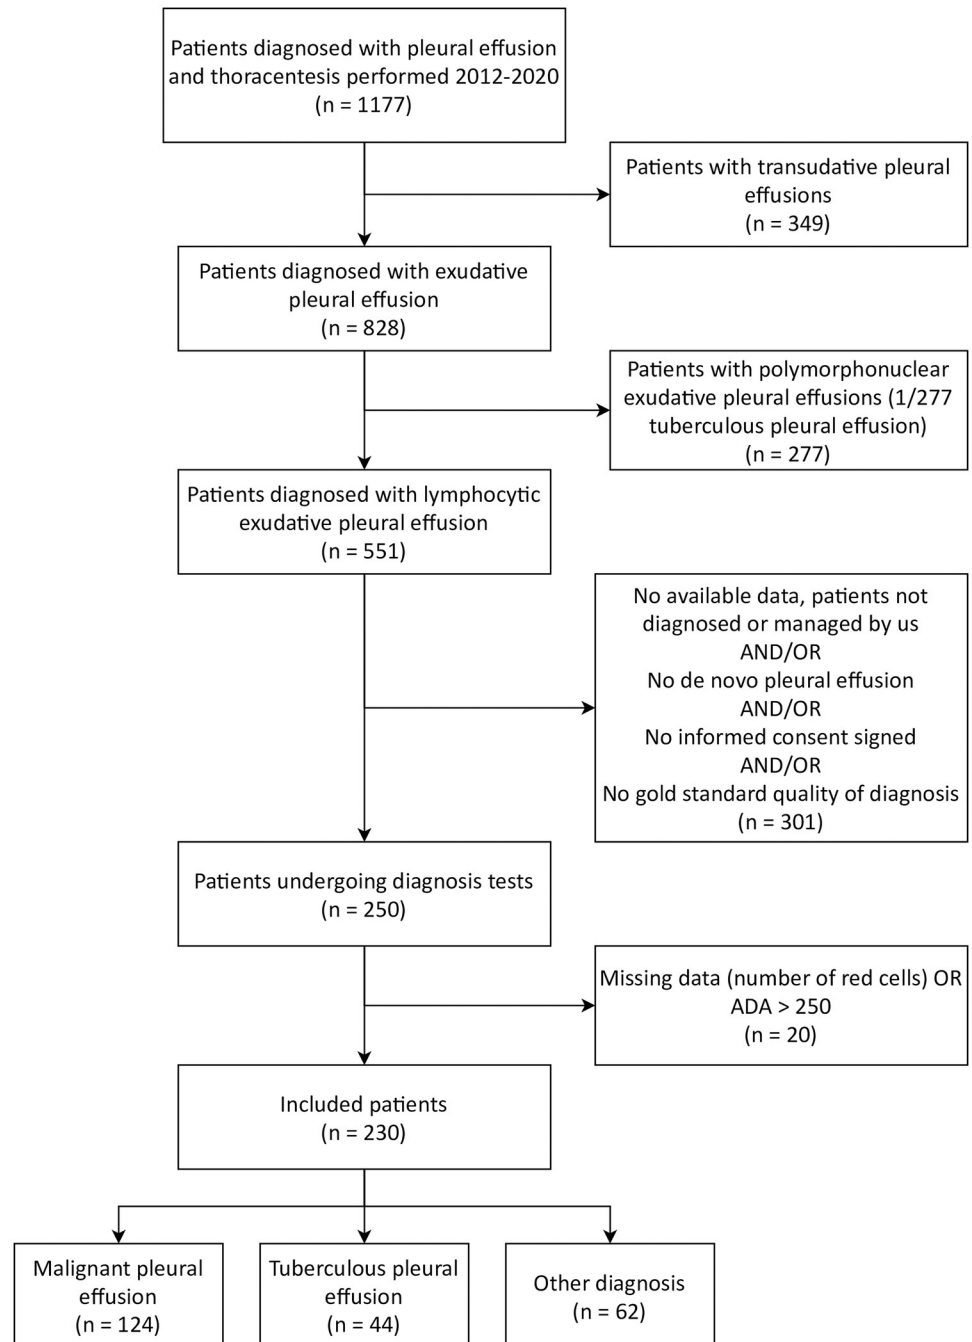 Patients diagnosed with pleural effusion
and thoracentesis performed 2012-2020
(n = 1177)
Patients with transudative pleural
effusions
(n = 349)
Patients diagnosed with exudative
pleural effusion
(n = 828)
Patients with polymorphonuclear
exudative pleural effusions (1/277
tuberculous pleural effusion)
(n = 277)
Patients diagnosed with lymphocytic
exudative pleural effusion
(n = 551)
No available data, patients not
diagnosed or managed by us
AND/OR
No de novo pleural effusion
AND/OR
No informed consent signed
AND/OR
No gold standard quality of diagnosis
(n = 301)
Patients undergoing diagnosis tests
(n = 250)
Missing data (number of red cells) OR
ADA > 250
(n = 20)
Included patients
(n = 230)
Malignant pleural
effusion
(n = 124)
Tuberculous pleural
effusion
(n = 44)
Other diagnosis
(n = 62)